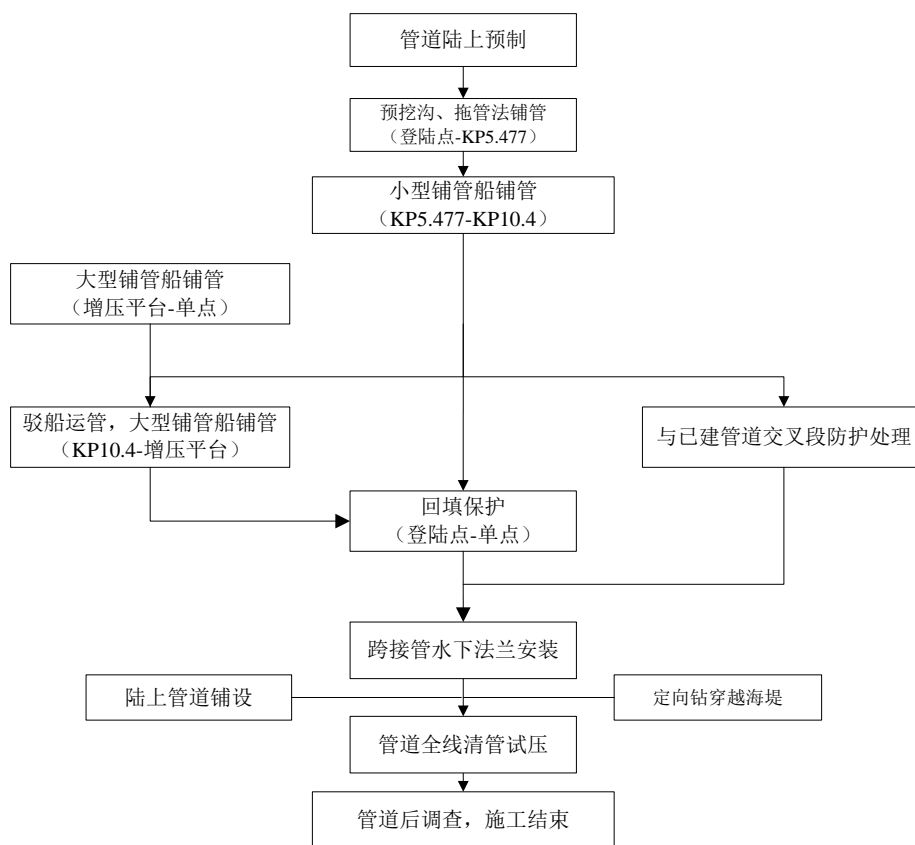 管道陆上预制
预挖沟、拖管法铺管
（登陆点-KP5.477）
小型铺管船铺管
（KP5.477-KP10.4）
大型铺管船铺管
（增压平台-单点）
驳船运管，大型铺管船铺管
（KP10.4-增压平台）
与已建管道交叉段防护处理
回填保护
（登陆点-单点）
跨接管水下法兰安装
陆上管道铺设
定向钻穿越海堤
管道全线清管试压
管道后调查，施工结束